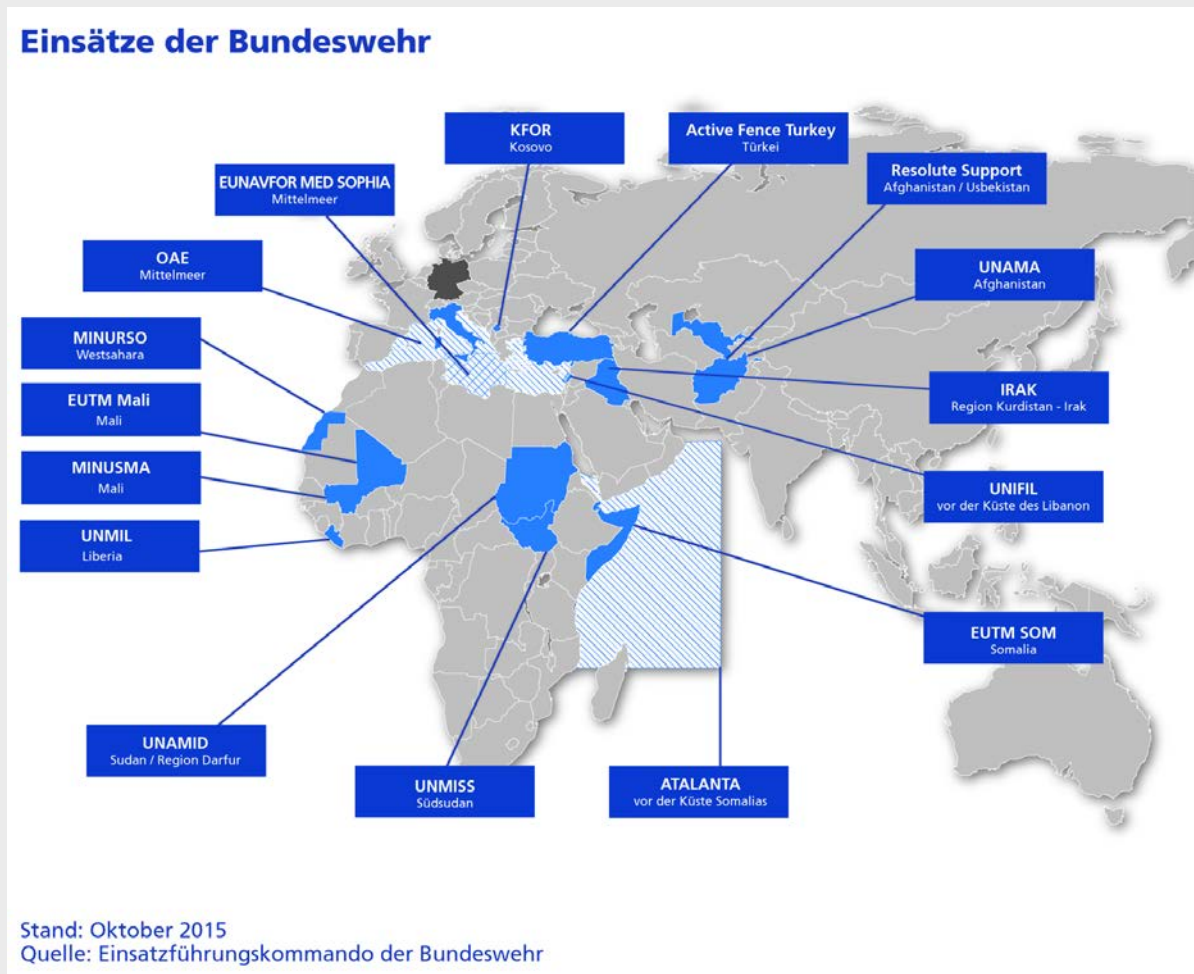 Einsätze der Bundeswehr
KFOR
Kosovo
Active Fence Turkey
Türkei
Resolute Support
Afghanistan / Usbekistan
EUNAVFOR MED SOPHIA
Mittelmeer
OAE
Mittelmeer
UNAMA
Afghanistan
MINURSO
Westsahara
IRAK
Region Kurdistan - Irak
EUTM Mali
Mali
MINUSMA
Mali
UNIFIL
vor der Küste des Libanon
UNMIL
Liberia
EUTM SOM
Somalia
UNAMID
Sudan / Region Darfur
UNMISS
Südsudan
ATALANTA
vor der Küste Somalias
Stand: Oktober 2015
Quelle: Einsatzführungskommando der Bundeswehr